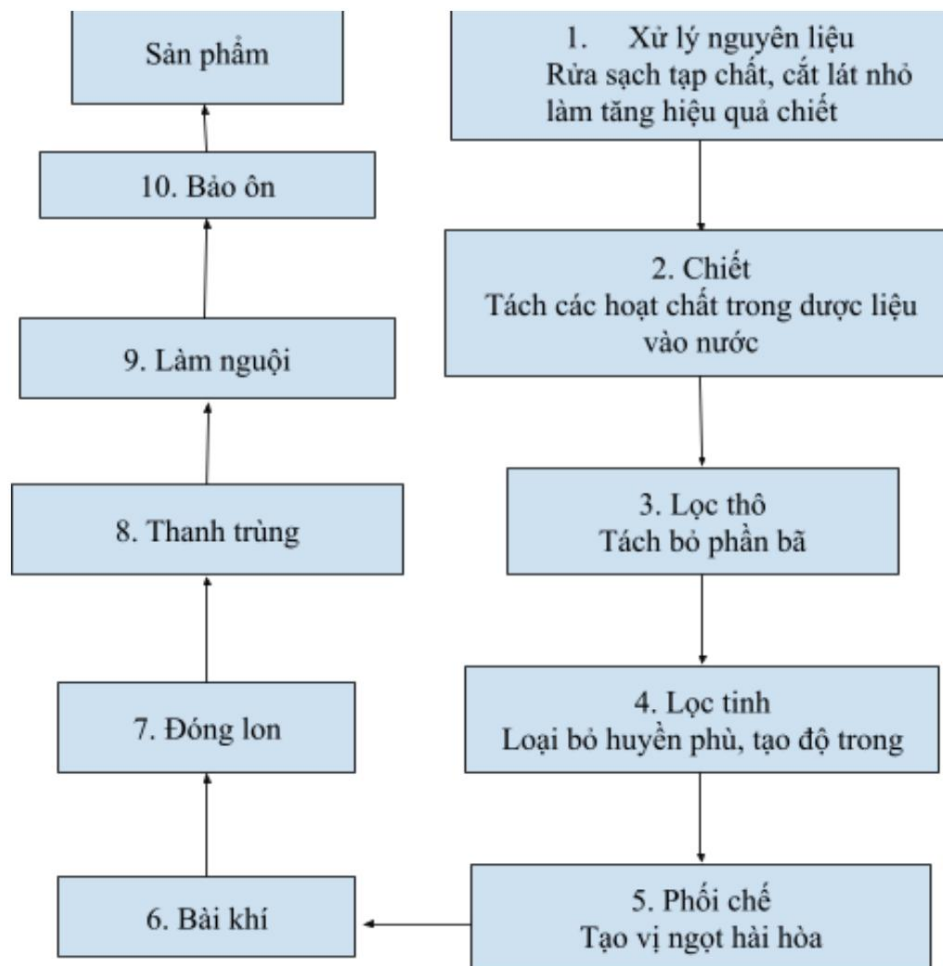 1. Xử lý nguyên liệu
Rửa sạch tạp chất, cắt lát nhỏ
làm tăng hiệu quả chiết
2. Chiết
Tách các hoạt chất trong dược liệu
vào nước
3. Lọc thô
Tách bỏ phần bã
4. Lọc tinh
Loại bỏ huyền phù, tạo độ trong
5. Phối chế
Tạo vị ngọt hài hòa
6. Bài khí
7. Đóng lon
8. Thanh trùng
9. Làm nguội
10. Bảo ôn
Sản phẩm